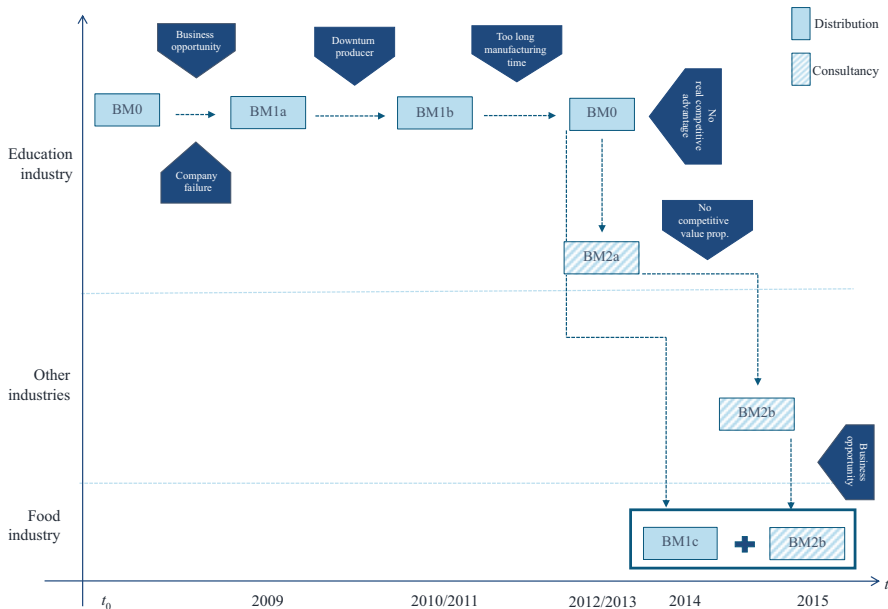 Business
opportunity
Downturn
producer
Too long
manufacturing
time
Distribution
Consultancy
BM0
BM1a
BM1b
BM0
No
real competitive
advantage
Education
industry
Company
failure
No
competitive
value prop.
BM2a
Other
industries
BM2b
Business
opportunity
Food
industry
BM1c
BM2b
t0
2009
2010/2011
2012/2013
2014
2015
t